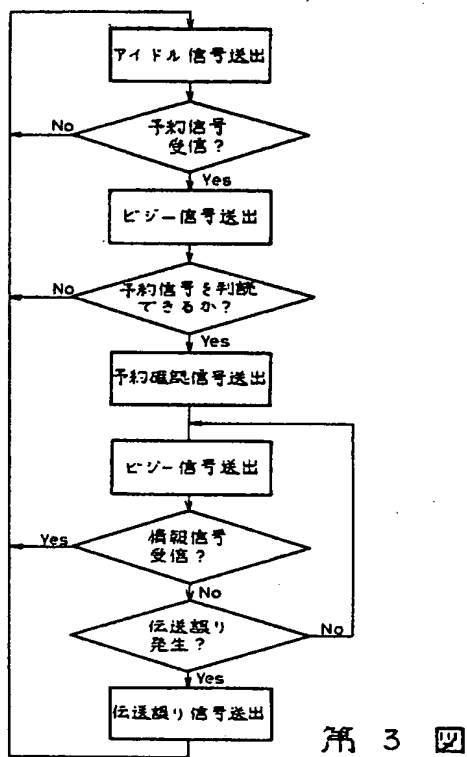 アイドル信号送出
予約信号
受信?
No
Yes
ビジー信号送出
予約信号を判読
できるか?
No
Yes
予約確認信号送出
ビジー信号送出
情報信号
受信?
Yes
No
伝送誤り
発生?
No
Yes
伝送誤り信号送出
第 3 図